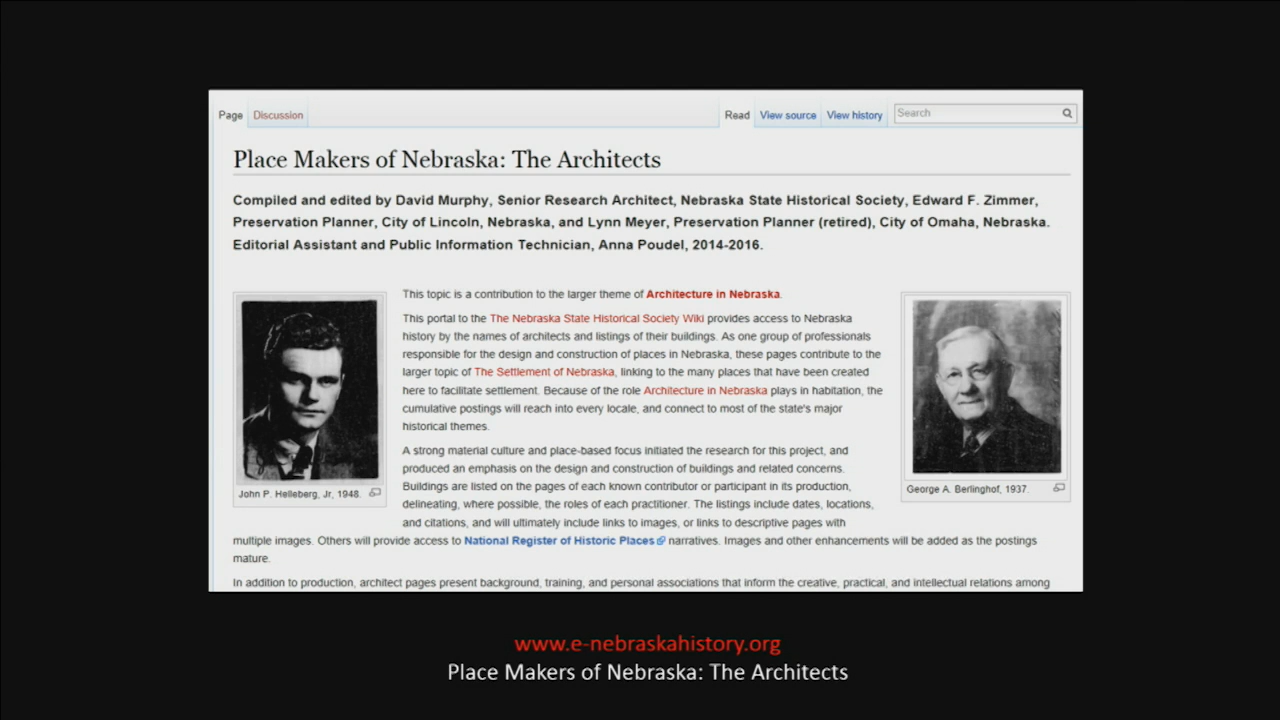 Page
Discussion
Read
View source
View history
Search
Place Makers of Nebraska: The Architects
Compiled and edited by David Murphy, Senior Research Architect, Nebraska State Historical Society, Edward F. Zimmer,
Preservation Planner, City of Lincoln, Nebraska, and Lynn Meyer, Preservation Planner (retired), City of Omaha, Nebraska.
Editorial Assistant and Public Information Technician, Anna Poudel, 2014-2016.
John P. Helleberg, Jr, 1948.
This topic is a contribution to the larger theme of Architecture in Nebraska.
This portal to the The Nebraska State Historical Society Wiki provides access to Nebraska
history by the names of architects and listings of their buildings. As one group of professionals
responsible for the design and construction of places in Nebraska, these pages contribute to the
larger topic of The Settlement of Nebraska, linking to the many places that have been created
here to facilitate settlement. Because of the role Architecture in Nebraska plays in habitation, the
cumulative postings will reach into every locale, and connect to most of the state's major
historical themes.
George A. Berlinghof, 1937.
A strong material culture and place-based focus initiated the research for this project, and
produced an emphasis on the design and construction of buildings and related concerns.
Buildings are listed on the pages of each known contributor or participant in its production,
delineating, where possible, the roles of each practitioner. The listings include dates, locations,
and citations, and will ultimately include links to images, or links to descriptive pages with
multiple images. Others will provide access to National Register of Historic Places narratives. Images and other enhancements will be added as the postings
mature.
In addition to production, architect pages present background, training, and personal associations that inform the creative, practical, and intellectual relations among
www.e-nebraskahistory.org
Place Makers of Nebraska: The Architects